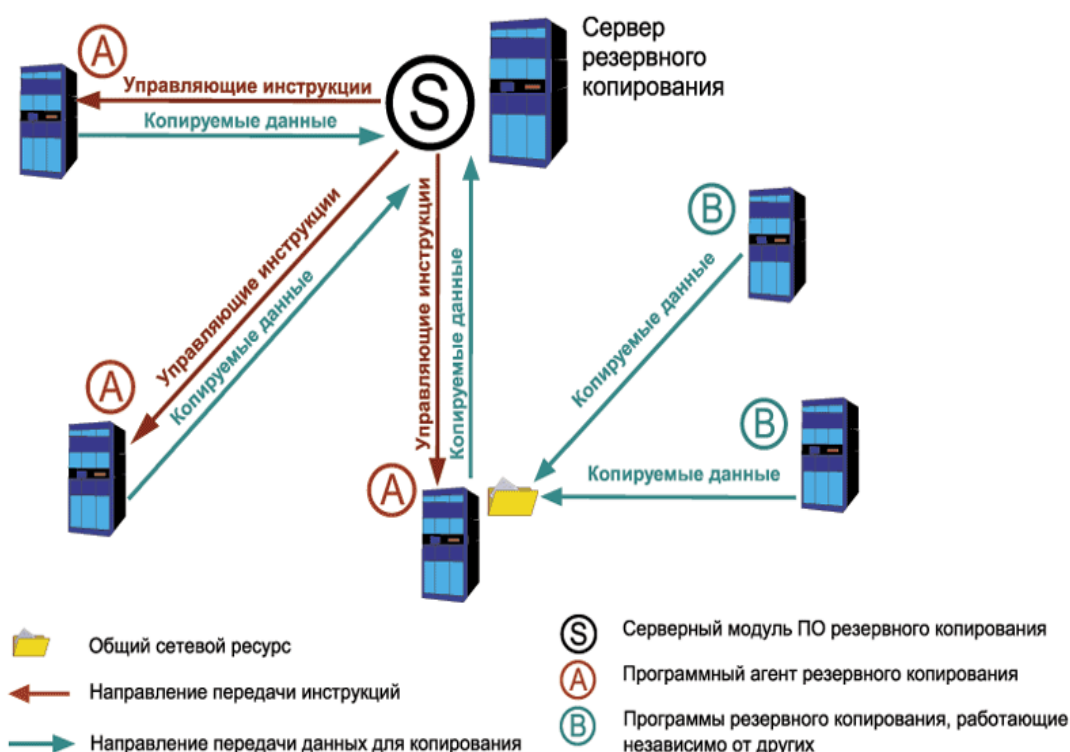 Сервер
резервного
копирования
A
Управляющие инструкции
S
Копируемые данные
B
Управляющие инструкции
Копируемые данные
Управляющие инструкции
Копируемые данные
Копируемые данные
A
B
A
Копируемые данные
Общий сетевой ресурс
Направление передачи инструкций
Направление передачи данных для копирования
S
Серверный модуль ПО резервного копирования
A
Программный агент резервного копирования
B
Программы резервного копирования, работающие
независимо от других